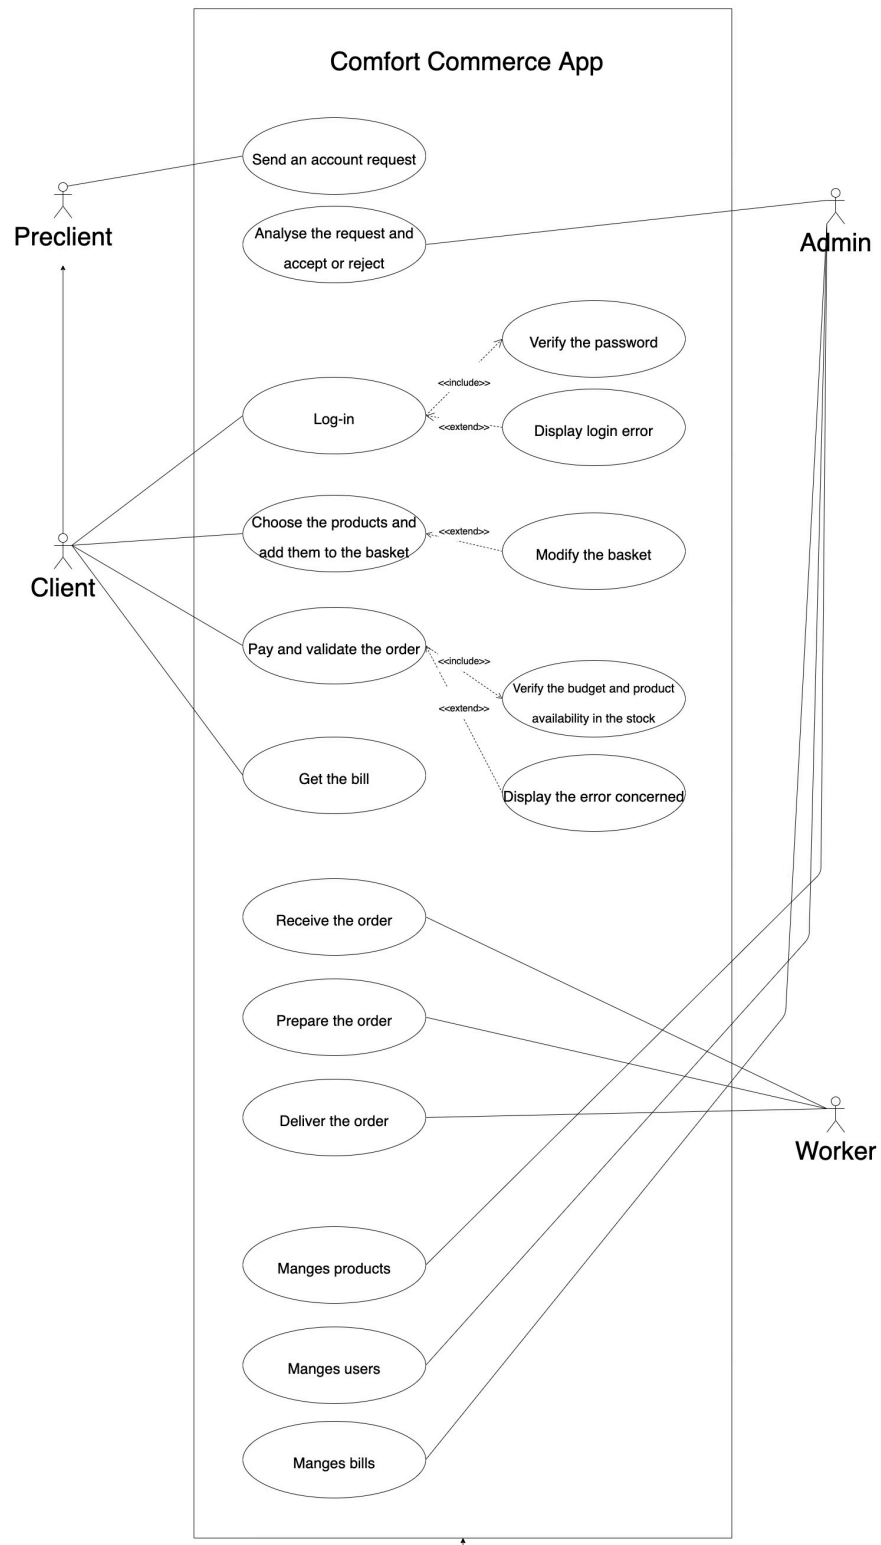 Comfort Commerce App
Send an account request
Preclient
Analyse the request and
accept or reject
Admin
Verify the password
<<include>>
Log-in
<<extend>>
Display login error
Choose the products and
add them to the basket
<<extend>>
Modify the basket
Client
Pay and validate the order
<<include>>
Verify the budget and product
availability in the stock
<<extend>>
Get the bill
Display the error concerned
Receive the order
Prepare the order
Deliver the order
Worker
Manges products
Manges users
Manges bills